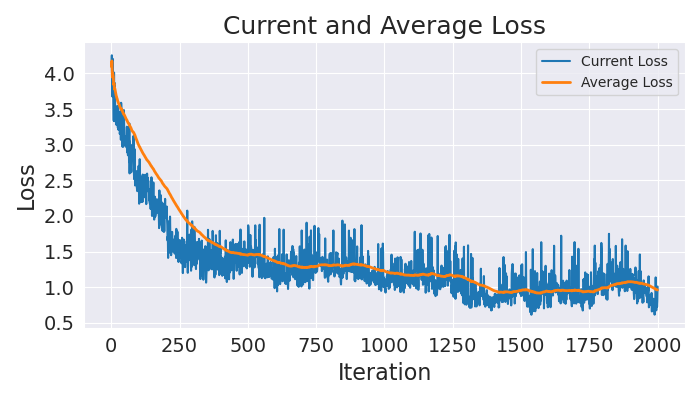 Current and Average Loss
Current Loss
Average Loss
Loss
4.0
3.5
3.0
2.5
2.0
1.5
1.0
0.5
0 250 500 750 1000 1250 1500 1750 2000
Iteration